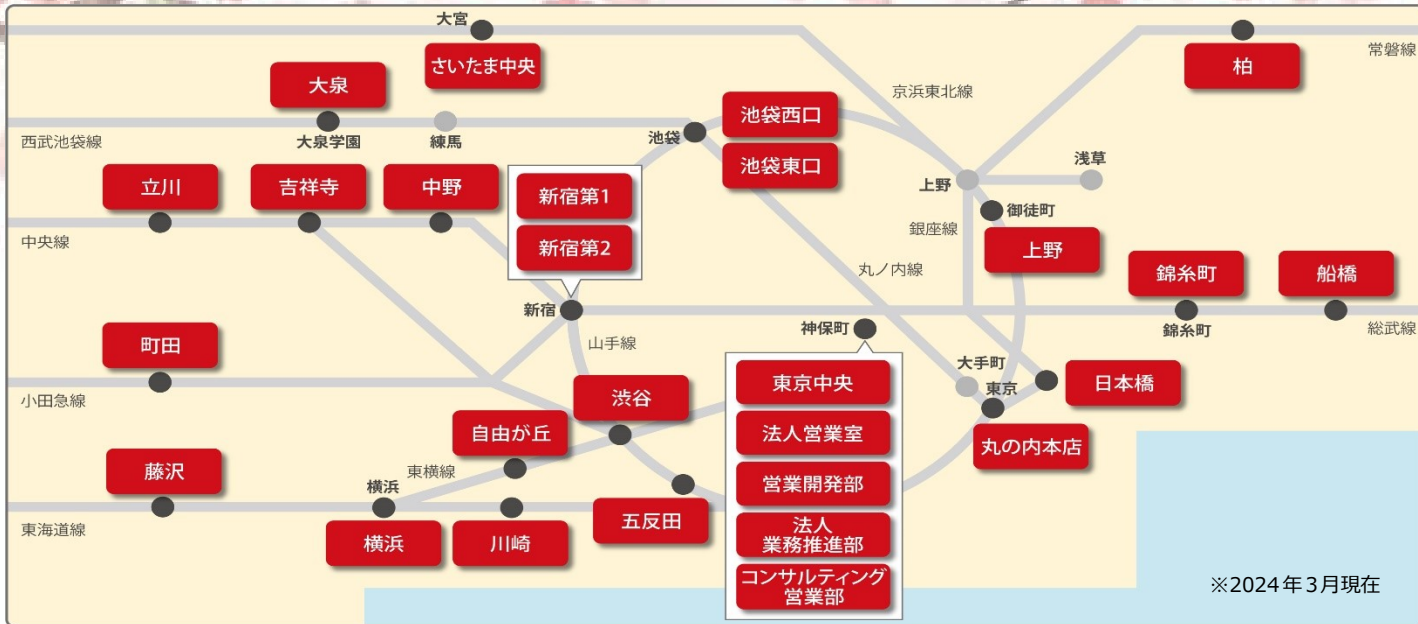 大宮
さいたま中央
柏
常磐線
大泉
京浜東北線
池袋西口
西武池袋線
大泉学園
練馬
池袋
池袋東口
浅草
立川
吉祥寺
中野
新宿第1
上野
御徒町
銀座線
中央線
新宿第2
上野
丸ノ内線
錦糸町
船橋
新宿
神保町
錦糸町
総武線
町田
山手線
大手町
東京中央
東京
日本橋
小田急線
渋谷
自由が丘
法人営業室
丸の内本店
藤沢
東横線
営業開発部
横浜
東海道線
横浜
川崎
五反田
法人
業務推進部
コンサルティング
営業部
※2024年3月現在